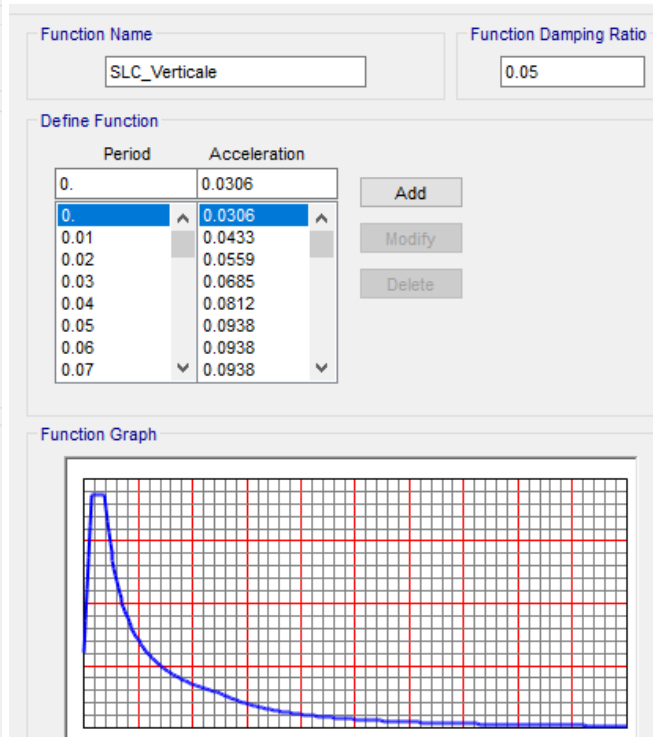 Function Name
Function Damping Ratio
SLC_Verticale
0.05
Define Function
Period Acceleration
0. 0.0306
Add
0. 0.0306
0.01 0.0433
Modify
0.02 0.0559
0.03 0.0685
Delete
0.04 0.0812
0.05 0.0938
0.06 0.0938
0.07 0.0938
Function Graph